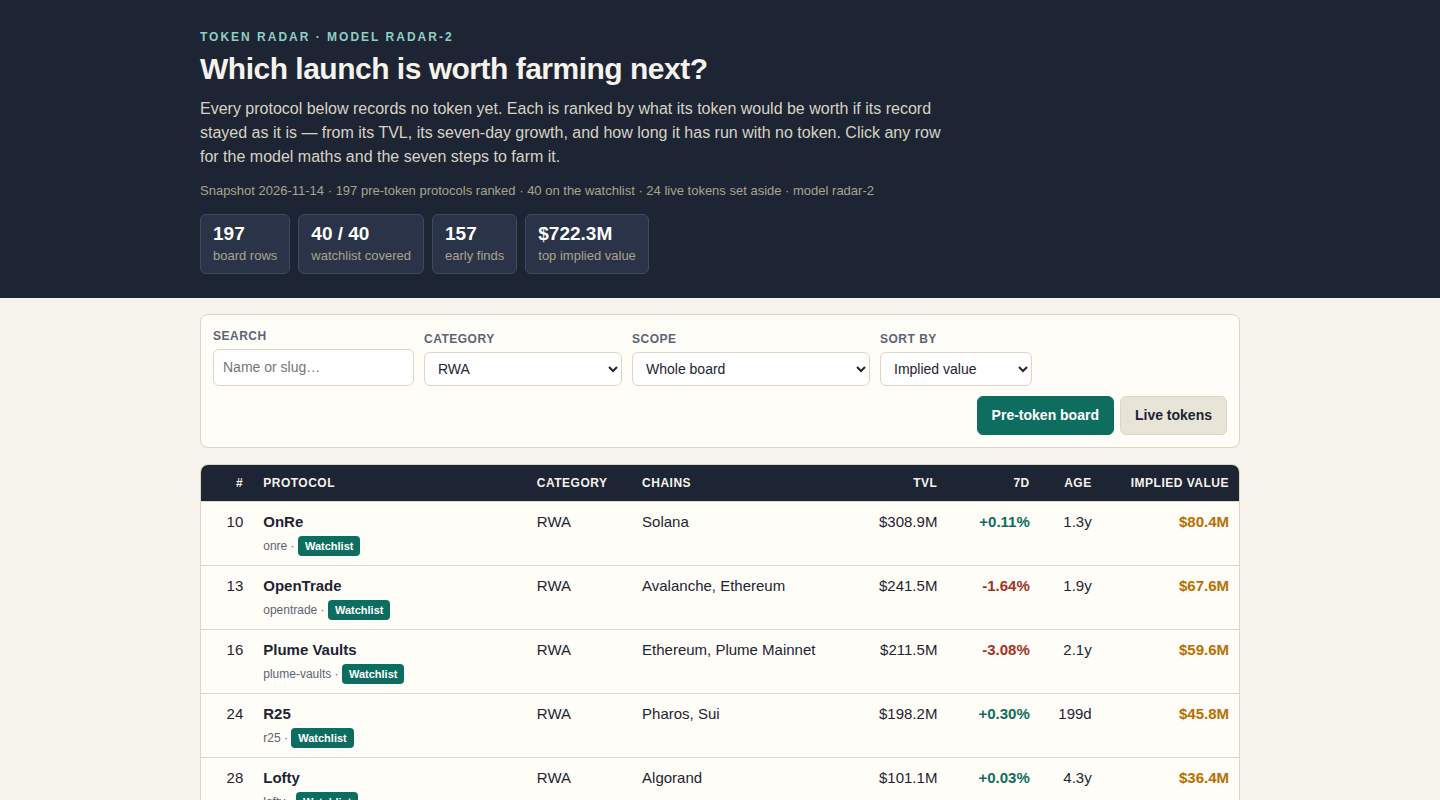 TOKEN RADAR · MODEL RADAR-2
Which launch is worth farming next?
Every protocol below records no token yet. Each is ranked by what its token would be worth if its record
stayed as it is — from its TVL, its seven-day growth, and how long it has run with no token. Click any row
for the model maths and the seven steps to farm it.
Snapshot 2026-11-14 · 197 pre-token protocols ranked · 40 on the watchlist · 24 live tokens set aside · model radar-2
197
board rows
40 / 40
watchlist covered
157
early finds
$722.3M
top implied value
SEARCH
Name or slug…
CATEGORY
RWA
SCOPE
Whole board
SORT BY
Implied value
Pre-token board
Live tokens
# PROTOCOL CATEGORY CHAINS TVL 7D AGE IMPLIED VALUE
10 OnRe RWA Solana $308.9M +0.11% 1.3y $80.4M
onre · Watchlist
13 OpenTrade RWA Avalanche, Ethereum $241.5M -1.64% 1.9y $67.6M
opentrade · Watchlist
16 Plume Vaults RWA Ethereum, Plume Mainnet $211.5M -3.08% 2.1y $59.6M
plume-vaults · Watchlist
24 R25 RWA Pharos, Sui $198.2M +0.30% 199d $45.8M
r25 · Watchlist
28 Lofty RWA Algorand $101.1M +0.03% 4.3y $36.4M
lofty · Watchlist